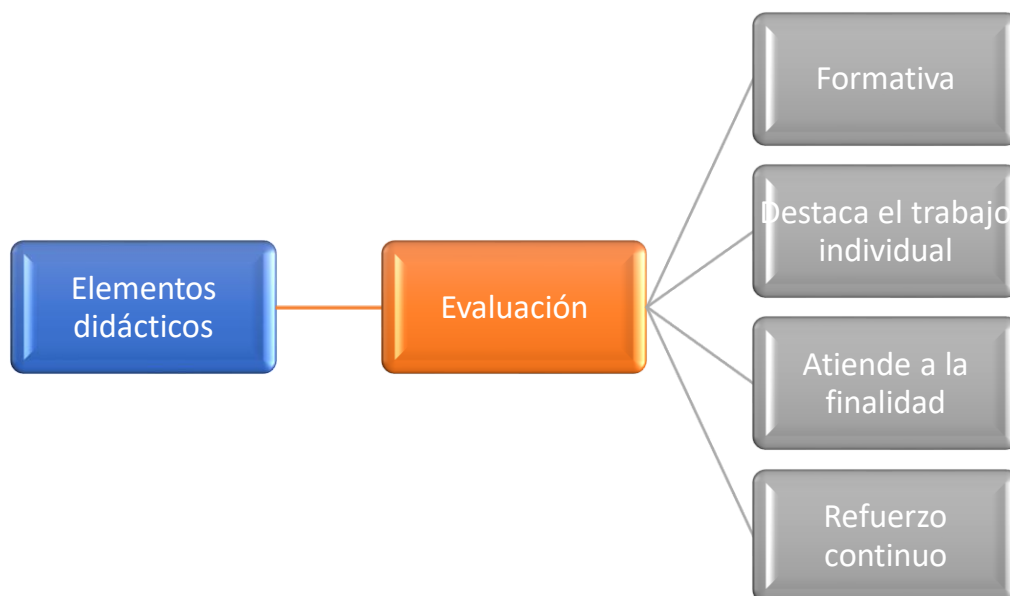 Elementos
didácticos
Evaluación
Formativa
Destaca el trabajo
individual
Atiende a la
finalidad
Refuerzo
continuo